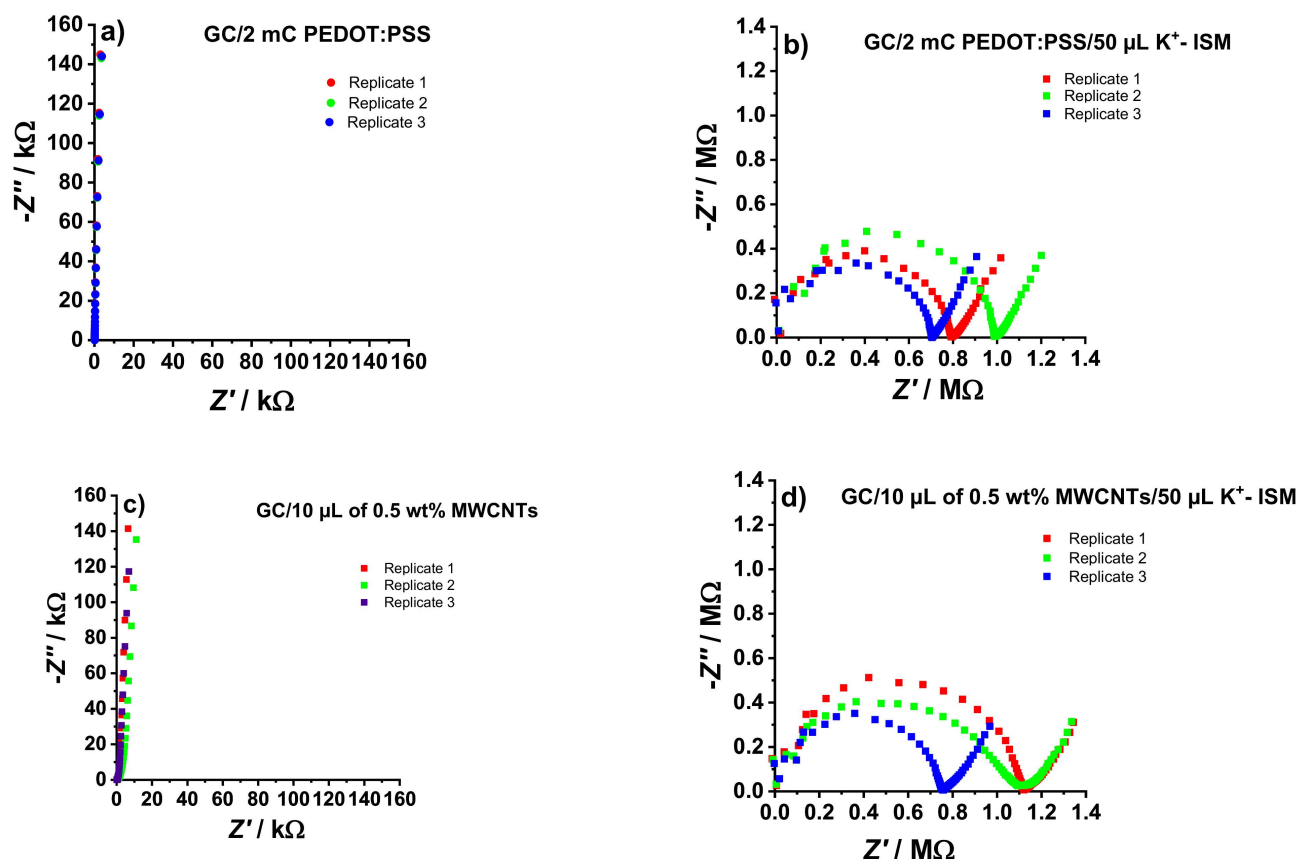 a)
GC/2 mC PEDOT:PSS
Replicate 1
Replicate 2
Replicate 3
-Z'' / kΩ
160
140
120
100
80
60
40
20
0
0 20 40 60 80 100 120 140 160
Z' / kΩ
b)
GC/2 mC PEDOT:PSS/50 µL K⁺- ISM
Replicate 1
Replicate 2
Replicate 3
-Z'' / MΩ
1.4
1.2
1.0
0.8
0.6
0.4
0.2
0.0
0.0 0.2 0.4 0.6 0.8 1.0 1.2 1.4
Z' / MΩ
c)
GC/10 µL of 0.5 wt% MWCNTs
Replicate 1
Replicate 2
Replicate 3
-Z'' / kΩ
160
140
120
100
80
60
40
20
0
0 20 40 60 80 100 120 140 160
Z' / kΩ
d)
GC/10 µL of 0.5 wt% MWCNTs/50 µL K⁺- ISM
Replicate 1
Replicate 2
Replicate 3
-Z'' / MΩ
1.4
1.2
1.0
0.8
0.6
0.4
0.2
0.0
0.0 0.2 0.4 0.6 0.8 1.0 1.2 1.4
Z' / MΩ